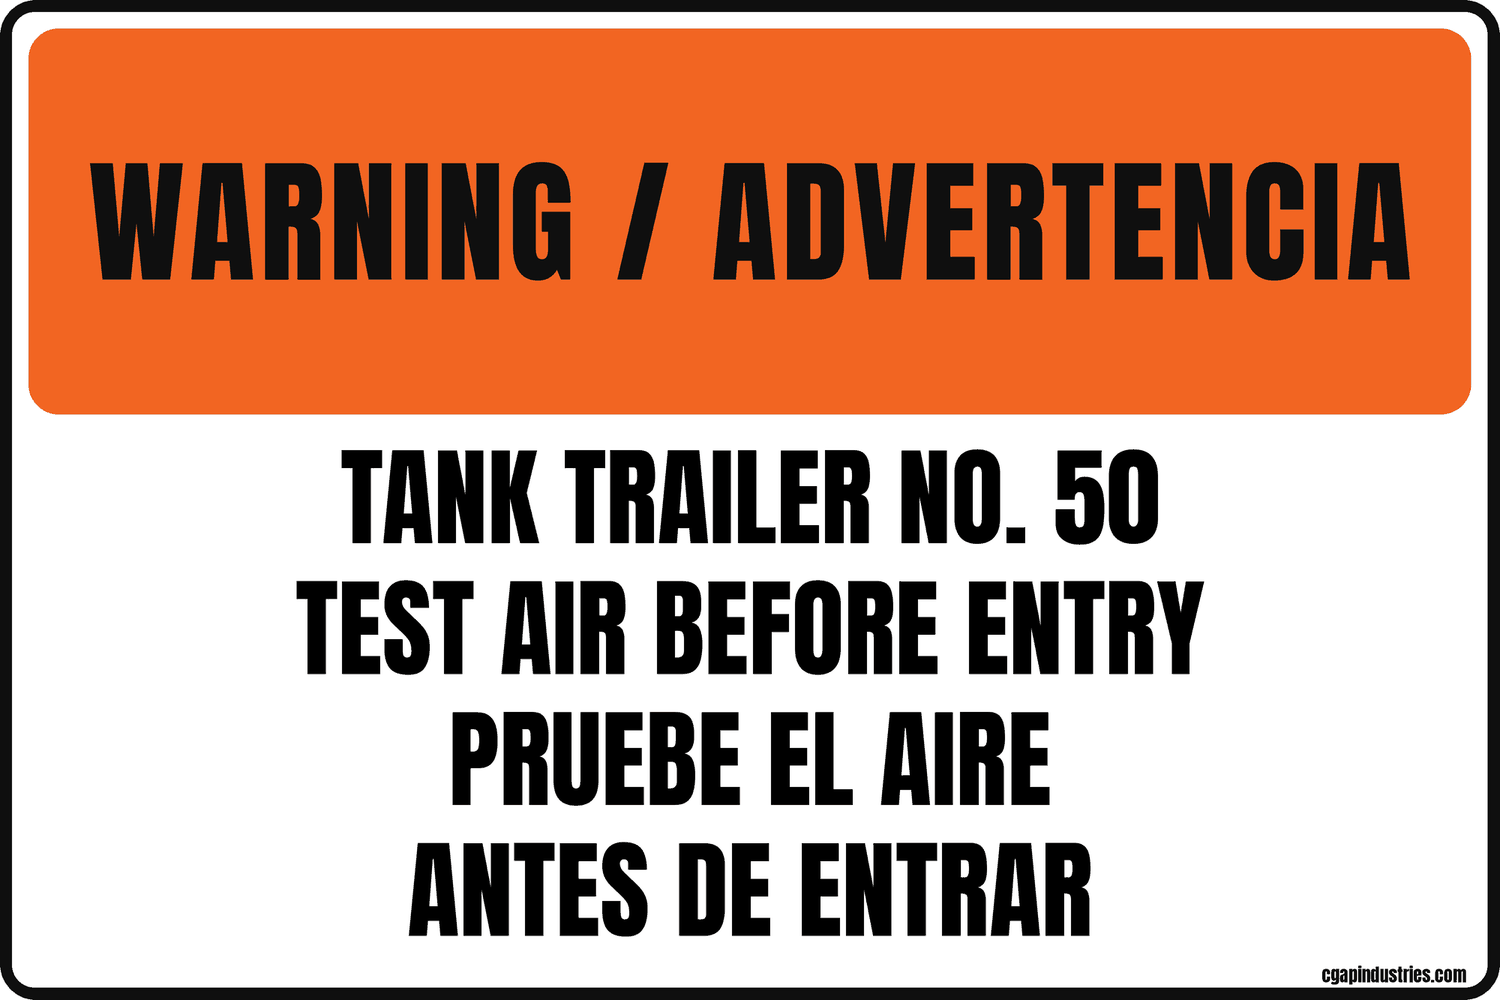 WARNING / ADVERTENCIA
TANK TRAILER NO. 50
TEST AIR BEFORE ENTRY
PRUEBE EL AIRE
ANTES DE ENTRAR
cgapindustries.com